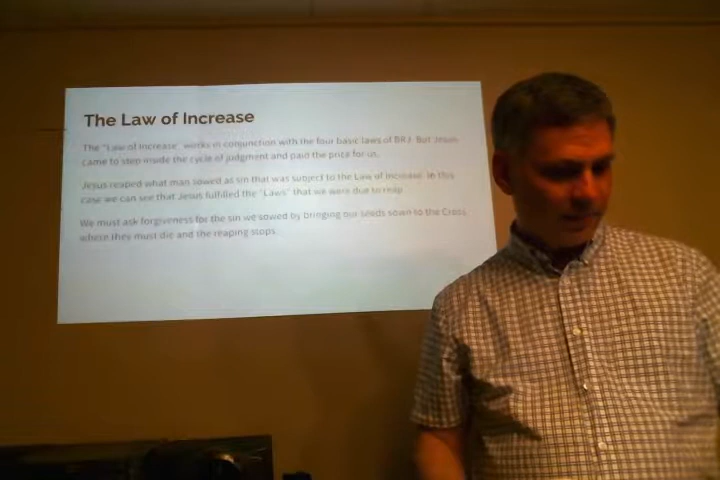 The Law of Increase
The "Law of Increase" works in conjunction with the four basic laws of BRJ. But Jesus
came to step inside the cycle of judgment and paid the price for us.
Jesus reaped what man sowed as sin that was subject to the Law of Increase. In this
case we can see that Jesus fulfilled the "Laws" that we were due to reap.
We must ask forgiveness for the sin we sowed by bringing our seeds sown to the Cross
where they must die and the reaping stops.